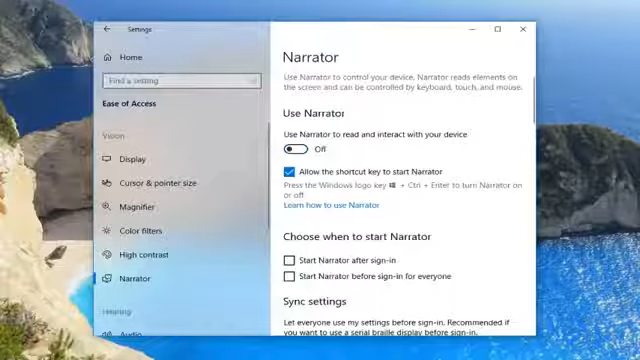 Settings
Home
Find a setting
Ease of Access
Vision
Display
Cursor & pointer size
Magnifier
Color filters
High contrast
Narrator
Hearing
Audio
Narrator
Use Narrator to control your device, Narrator reads elements on
the screen and can be controlled by keyboard, touch, and mouse.
Use Narrator
Use Narrator to read and interact with your device
Off
Allow the shortcut key to start Narrator
Press the Windows logo key + Ctrl + Enter to turn Narrator on
or off
Learn how to use Narrator
Choose when to start Narrator
Start Narrator after sign-in
Start Narrator before sign-in for everyone
Sync settings
Let everyone use my settings before sign-in. Recommended if
you want to use a serial braille display before sign-in.